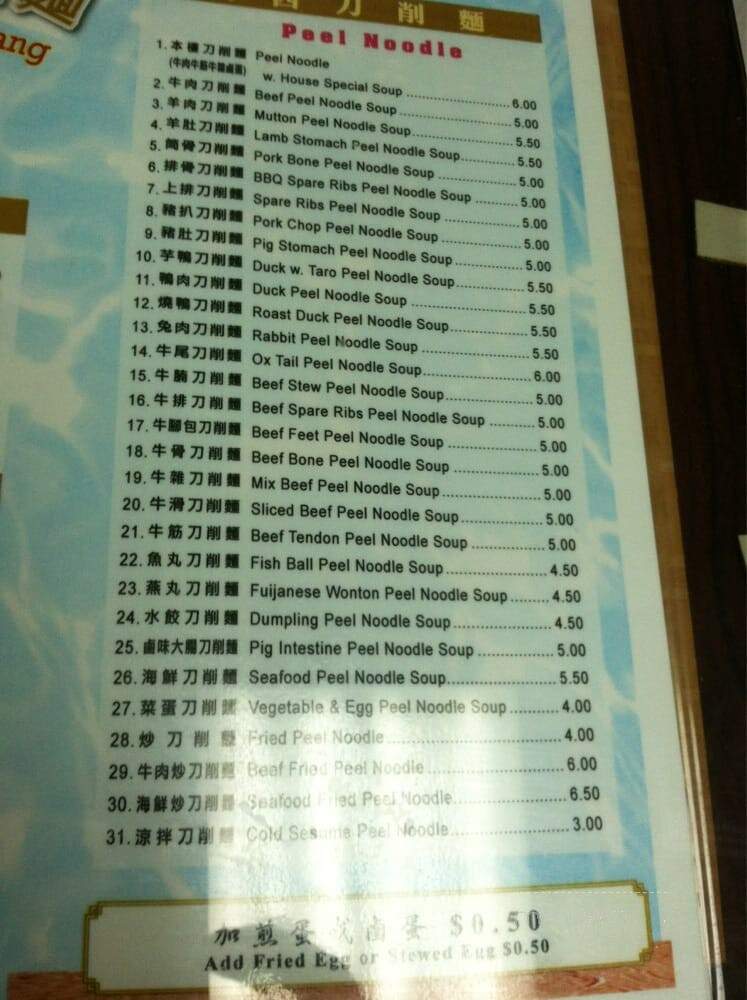 ang
西刀削麵
Peel Noodle
1. 本樓刀削麵 Peel Noodle
(牛肉牛筋牛腩鹵蛋) w. House Special Soup 6.00
2. 牛肉刀削麵 Beef Peel Noodle Soup 5.00
3. 羊肉刀削麵 Mutton Peel Noodle Soup 5.50
4. 羊肚刀削麵 Lamb Stomach Peel Noodle Soup 5.50
5. 筒骨刀削麵 Pork Bone Peel Noodle Soup 5.00
6. 排骨刀削麵 BBQ Spare Ribs Peel Noodle Soup 5.00
7. 上排刀削麵 Spare Ribs Peel Noodle Soup 5.00
8. 豬扒刀削麵 Pork Chop Peel Noodle Soup 5.00
9. 豬肚刀削麵 Pig Stomach Peel Noodle Soup 5.00
10. 芋鴨刀削麵 Duck w. Taro Peel Noodle Soup 5.50
11. 鴨肉刀削麵 Duck Peel Noodle Soup 5.50
12. 燒鴨刀削麵 Roast Duck Peel Noodle Soup 5.50
13. 兔肉刀削麵 Rabbit Peel Noodle Soup 5.50
14. 牛尾刀削麵 Ox Tail Peel Noodle Soup 6.00
15. 牛腩刀削麵 Beef Stew Peel Noodle Soup 5.00
16. 牛排刀削麵 Beef Spare Ribs Peel Noodle Soup 5.00
17. 牛腳包刀削麵 Beef Feet Peel Noodle Soup 5.00
18. 牛骨刀削麵 Beef Bone Peel Noodle Soup 5.00
19. 牛雜刀削麵 Mix Beef Peel Noodle Soup 5.00
20. 牛滑刀削麵 Sliced Beef Peel Noodle Soup 5.00
21. 牛筋刀削麵 Beef Tendon Peel Noodle Soup 5.00
22. 魚丸刀削麵 Fish Ball Peel Noodle Soup 4.50
23. 燕丸刀削麵 Fuijanese Wonton Peel Noodle Soup 4.50
24. 水餃刀削麵 Dumpling Peel Noodle Soup 4.50
25. 鹵味大腸刀削麵 Pig Intestine Peel Noodle Soup 5.00
26. 海鮮刀削麵 Seafood Peel Noodle Soup 5.50
27. 菜蛋刀削麵 Vegetable & Egg Peel Noodle Soup 4.00
28. 炒刀削麵 Fried Peel Noodle 4.00
29. 牛肉炒刀削麵 Beef Fried Peel Noodle 6.00
30. 海鮮炒刀削麵 Seafood Fried Peel Noodle 6.50
31. 涼拌刀削麵 Cold Sesame Peel Noodle 3.00
加煎蛋或鹵蛋 $0.50
Add Fried Egg or Stewed Egg $0.50